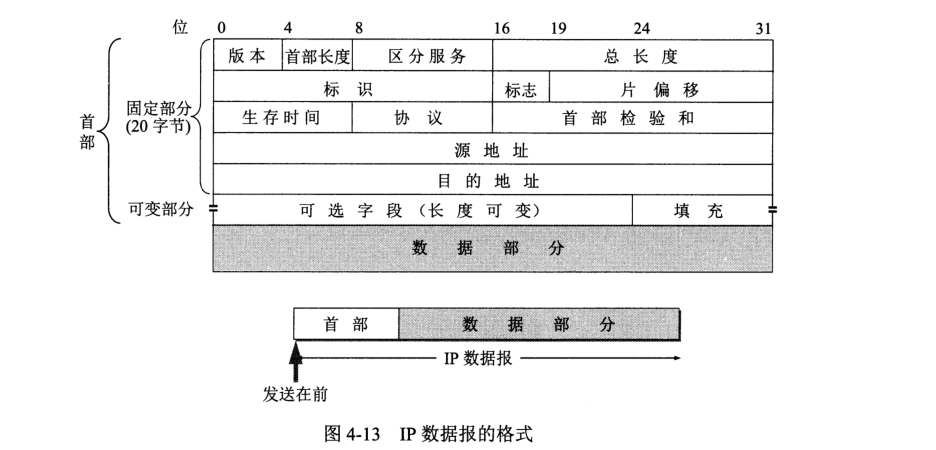 位 0 4 8 16 19 24 31
版本 首部长度 区分服务 总长度
标识 标志 片偏移
生存时间 协议 首部检验和
源地址
目的地址
可选字段（长度可变） 填充
数据部分
首部
固定部分
(20 字节)
可变部分
首部 数据部分
IP 数据报
发送在前
图 4-13 IP 数据报的格式